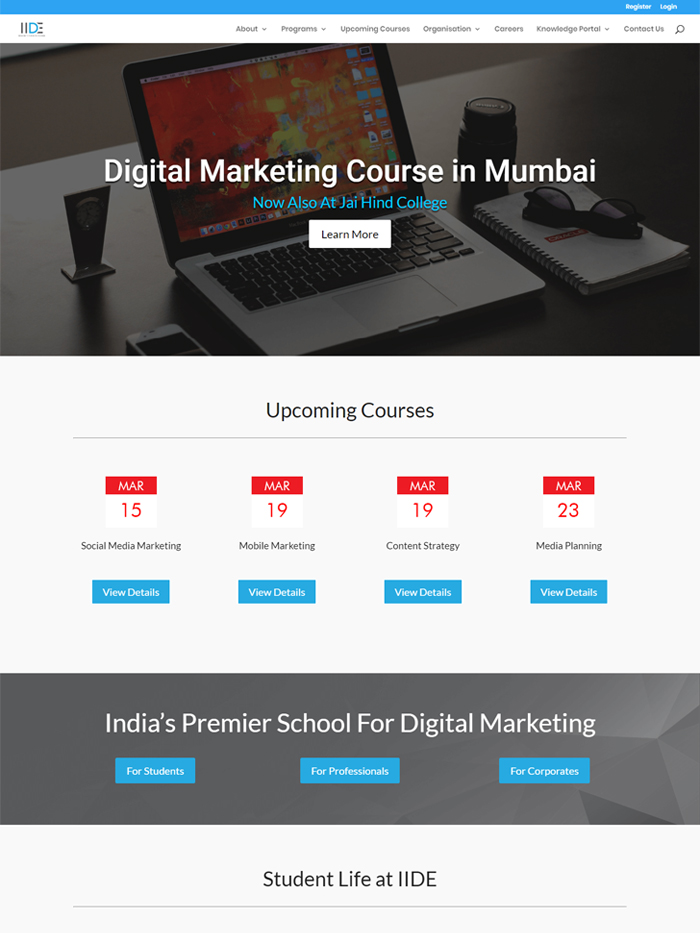 Register Login
IIDE
About Programs Upcoming Courses Organisation Careers Knowledge Portal Contact Us
Digital Marketing Course in Mumbai
Now Also At Jai Hind College
Learn More
Upcoming Courses
MAR MAR MAR MAR
15 19 19 23
Social Media Marketing Mobile Marketing Content Strategy Media Planning
View Details View Details View Details View Details
India’s Premier School For Digital Marketing
For Students For Professionals For Corporates
Student Life at IIDE